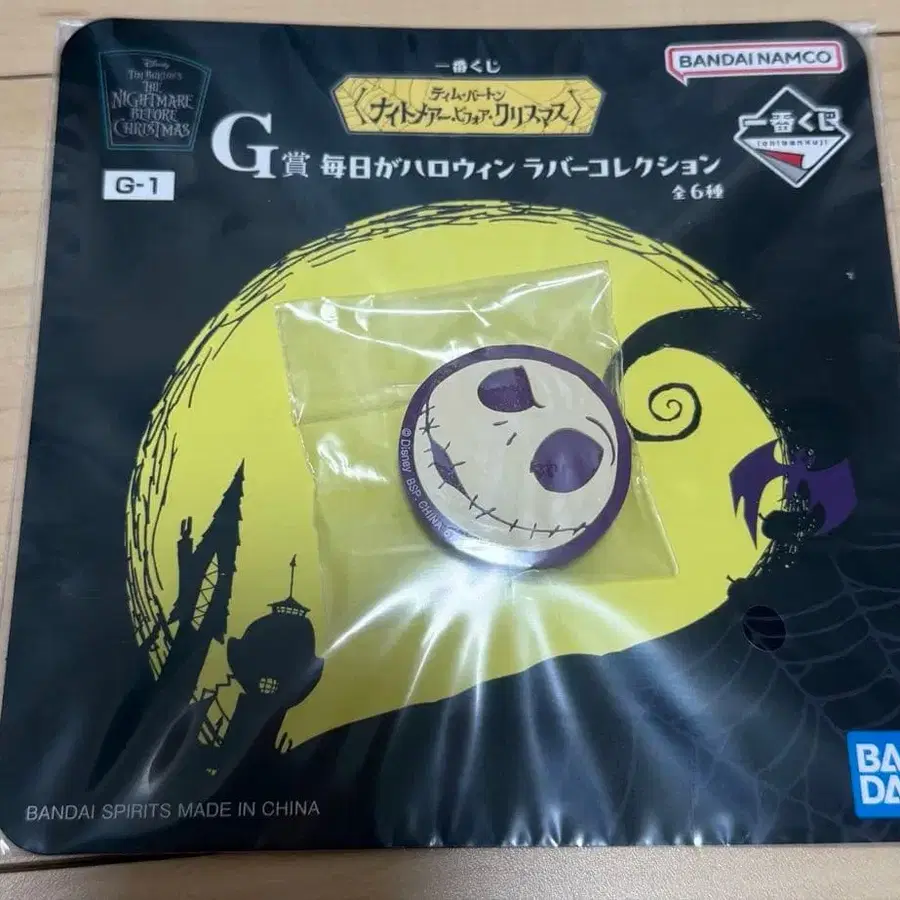 Disney
TIM BURTON'S
THE
NIGHTMARE
BEFORE
CHRISTMAS
一番くじ
ティム・バートン
ナイトメアー・ビフォア・クリスマス
BANDAI NAMCO
一番くじ
ichibankuji
G賞 毎日がハロウィン ラバーコレクション
全6種
G-1
© Disney BSP. CHINA
BANDAI SPIRITS MADE IN CHINA
BA
DA